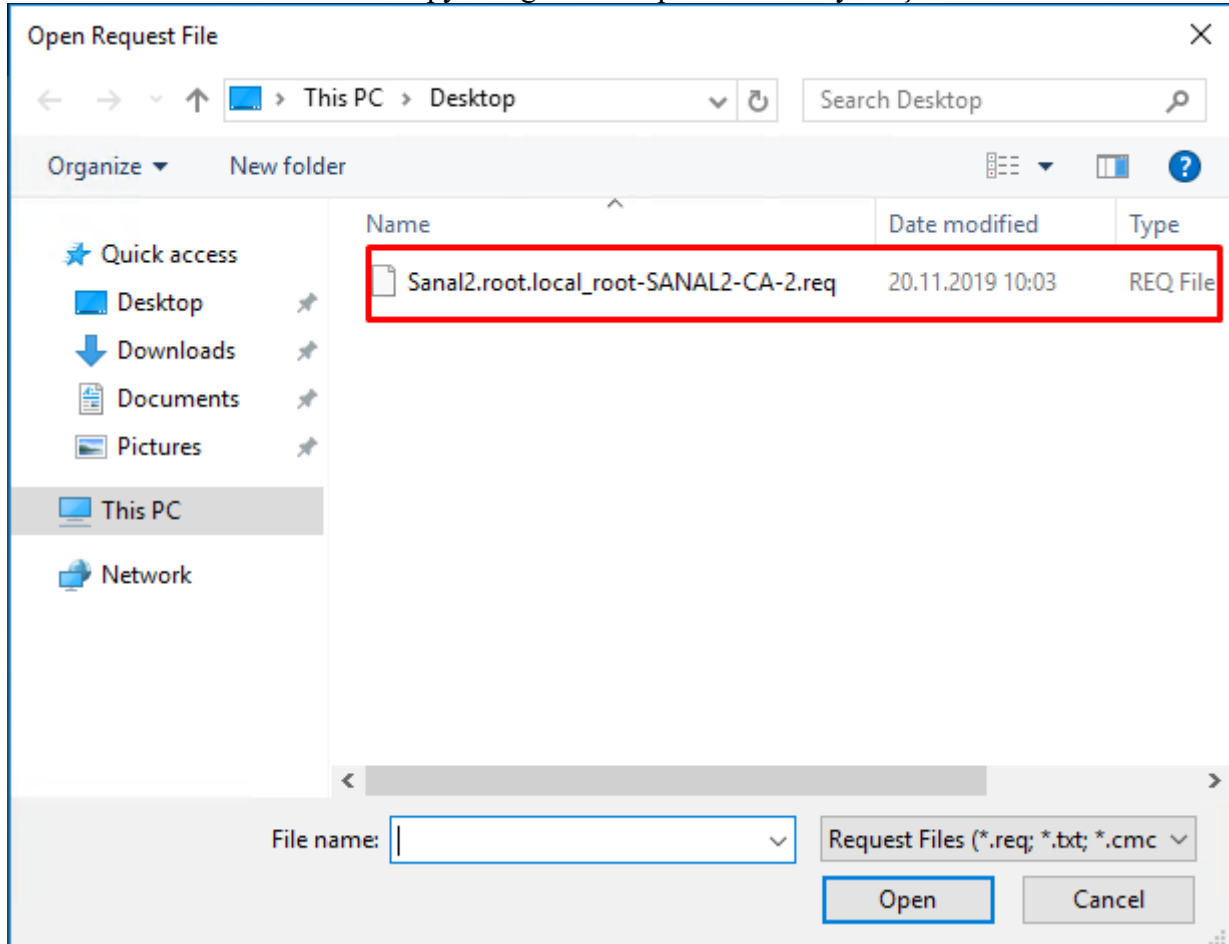 Open Request File
This PC > Desktop
Search Desktop
Organize
New folder
Name
Date modified
Type
Quick access
Desktop
Downloads
Documents
Pictures
This PC
Network
Sanal2.root.local_root-SANAL2-CA-2.req
20.11.2019 10:03
REQ File
File name:
Request Files (*.req; *.txt; *.cmc
Open
Cancel